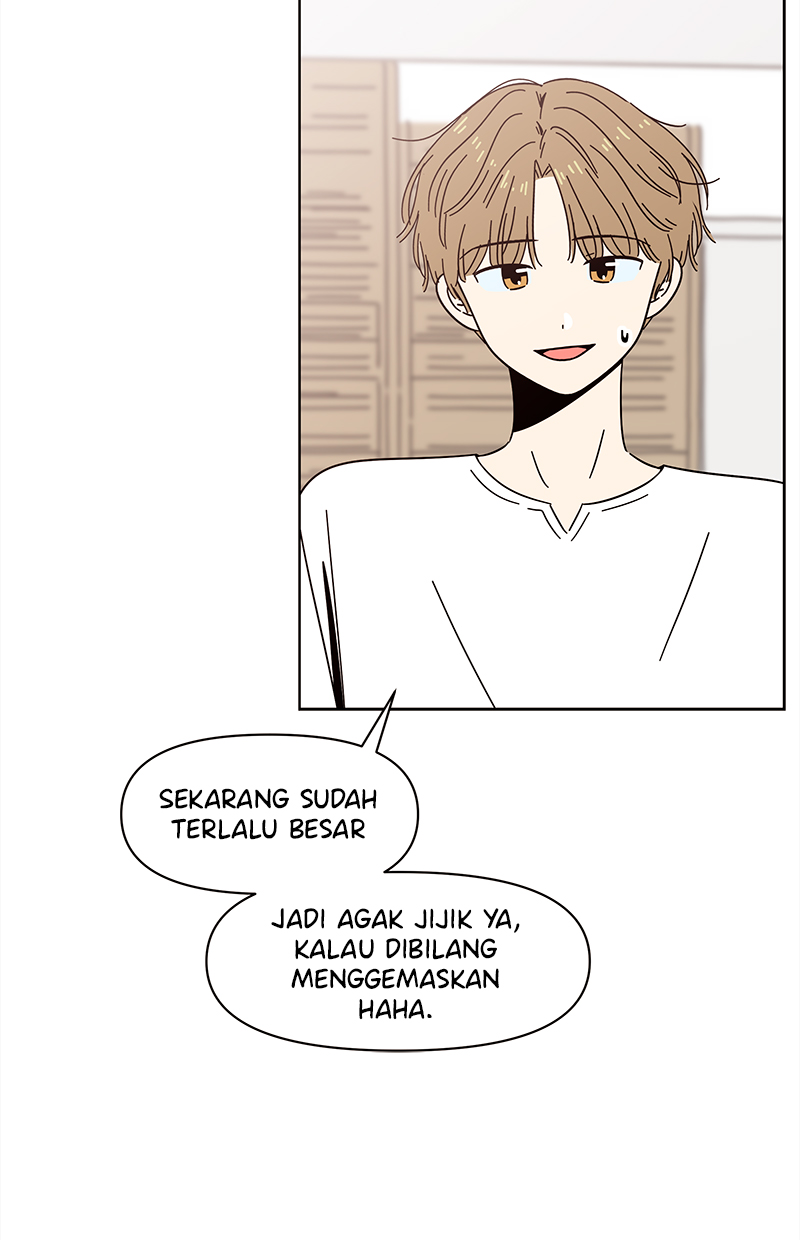 SEKARANG SUDAH
TERLALU BESAR
JADI AGAK JIJIK YA,
KALAU DIBILANG
MENGGEMASKAN
HAHA.